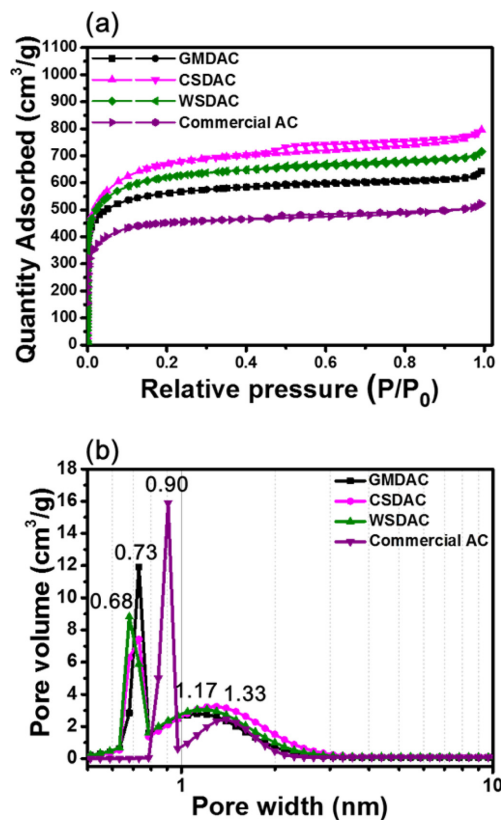 (a)
1100
1000
900
800
700
600
500
400
300
200
100
0
GMDAC
CSDAC
WSDAC
Commercial AC
Quantity Adsorbed (cm³/g)
0.0
0.2
0.4
0.6
0.8
1.0
Relative pressure (P/P₀)
(b)
18
16
14
12
10
8
6
4
2
0
0.90
0.73
0.68
1.17
1.33
GMDAC
CSDAC
WSDAC
Commercial AC
Pore volume (cm³/g)
1
10
Pore width (nm)